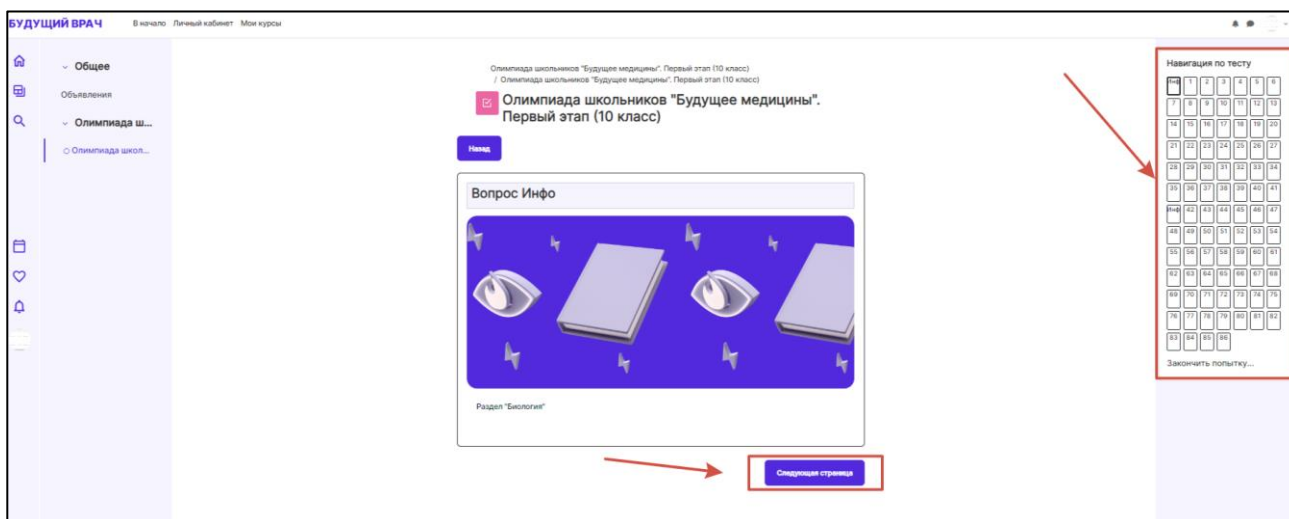 БУДУЩИЙ ВРАЧ В начало Личный кабинет Мои курсы
Общее
Объявления
Олимпиада ш...
Олимпиада школ...
Олимпиада школьников "Будущее медицины". Первый этап (10 класс)
/ Олимпиада школьников "Будущее медицины". Первый этап (10 класс)
Олимпиада школьников "Будущее медицины".
Первый этап (10 класс)
Назад
Вопрос Инфо
Раздел "Биология"
Следующая страница
Навигация по тесту
Инф 1 2 3 4 5 6
7 8 9 10 11 12 13
14 15 16 17 18 19 20
21 22 23 24 25 26 27
28 29 30 31 32 33 34
35 36 37 38 39 40 41
Инф 42 43 44 45 46 47
48 49 50 51 52 53 54
55 56 57 58 59 60 61
62 63 64 65 66 67 68
69 70 71 72 73 74 75
76 77 78 79 80 81 82
83 84 85 86
Закончить попытку...